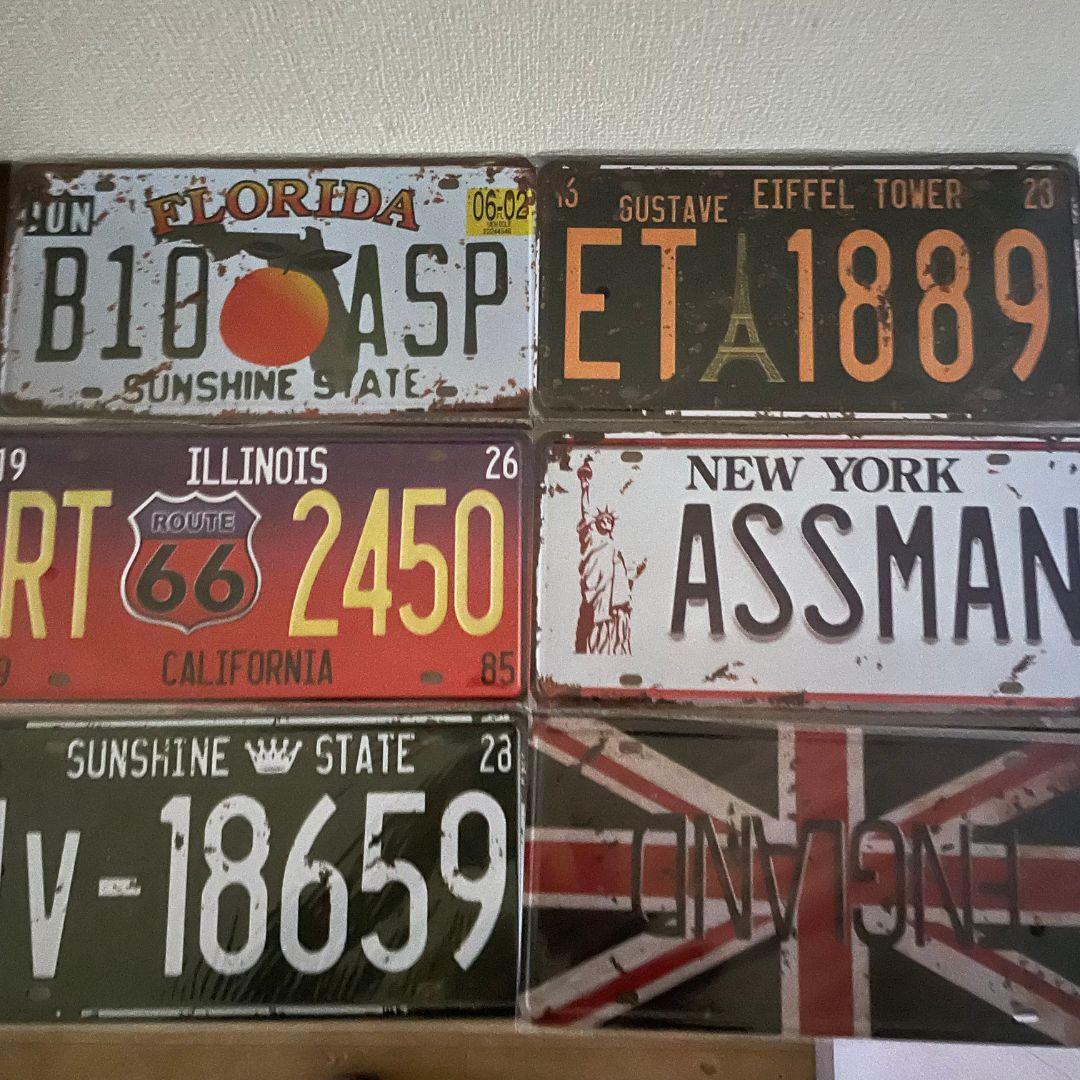 JUN
FLORIDA
06-02
B10 ASP
SUNSHINE STATE
GUSTAVE EIFFEL TOWER 23
ET 1889
19 ILLINOIS 26
RT ROUTE 66 2450
CALIFORNIA 85
NEW YORK
ASSMAN
SUNSHINE STATE 23
V-18659
ENGLAND